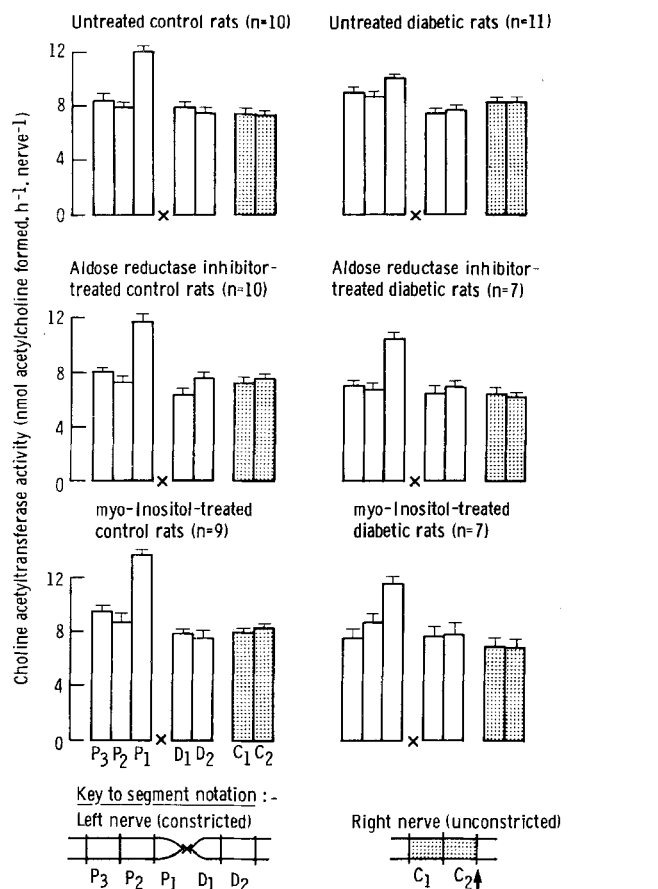 Untreated control rats (n=10)
Untreated diabetic rats (n=11)
Choline acetyltransferase activity (nmol acetylcholine formed. h⁻¹. nerve⁻¹)
12
8
4
0
×
×
Aldose reductase inhibitor-
treated control rats (n=10)
Aldose reductase inhibitor-
treated diabetic rats (n=7)
12
8
4
0
×
×
myo-Inositol-treated
control rats (n=9)
myo-Inositol-treated
diabetic rats (n=7)
12
8
4
0
P₃ P₂ P₁ × D₁ D₂ C₁ C₂
×
Key to segment notation :-
Left nerve (constricted)
Right nerve (unconstricted)
P₃ P₂ P₁ D₁ D₂
C₁ C₂